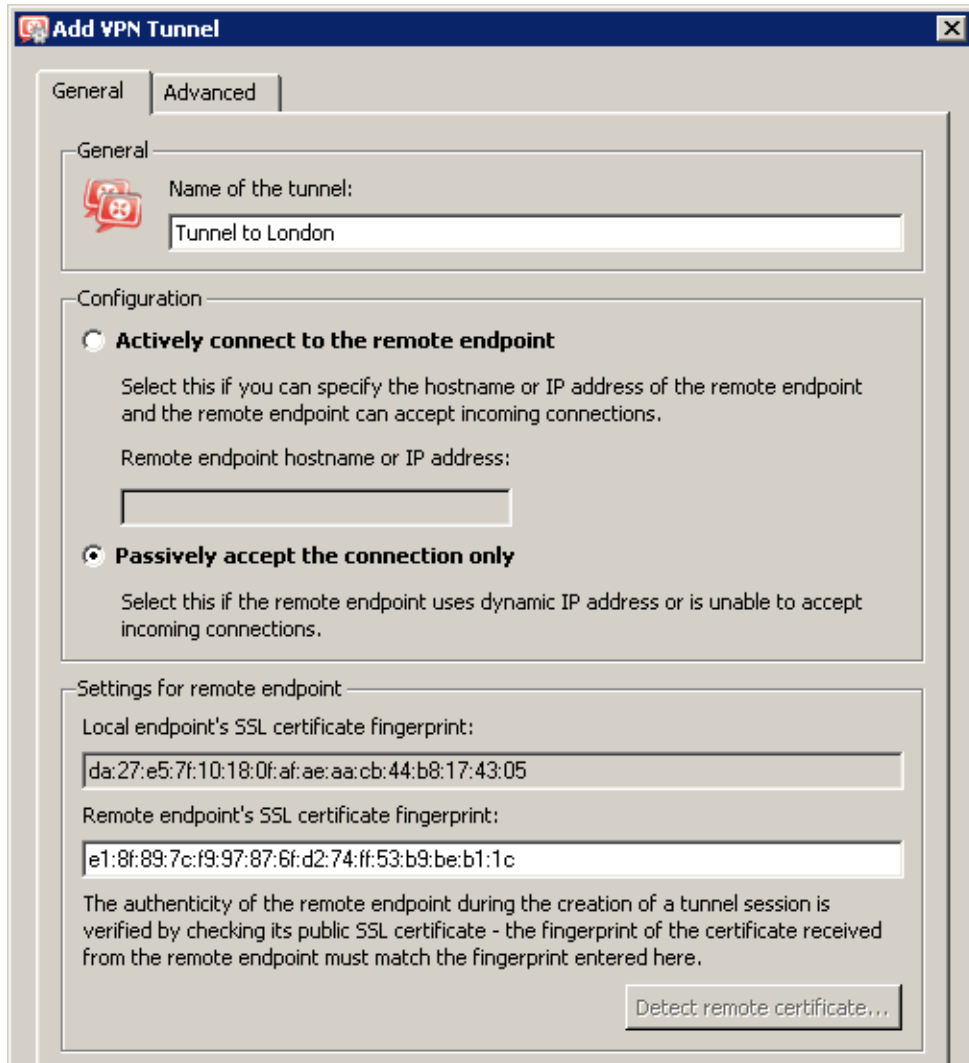 Add VPN Tunnel
General
Advanced
General
Name of the tunnel:
Tunnel to London
Configuration
Actively connect to the remote endpoint
Select this if you can specify the hostname or IP address of the remote endpoint
and the remote endpoint can accept incoming connections.
Remote endpoint hostname or IP address:
Passively accept the connection only
Select this if the remote endpoint uses dynamic IP address or is unable to accept
incoming connections.
Settings for remote endpoint
Local endpoint's SSL certificate fingerprint:
da:27:e5:7f:10:18:0f:af:ae:aa:cb:44:b8:17:43:05
Remote endpoint's SSL certificate fingerprint:
e1:8f:89:7c:f9:97:87:6f:d2:74:ff:53:b9:be:b1:1c
The authenticity of the remote endpoint during the creation of a tunnel session is
verified by checking its public SSL certificate - the fingerprint of the certificate received
from the remote endpoint must match the fingerprint entered here.
Detect remote certificate...